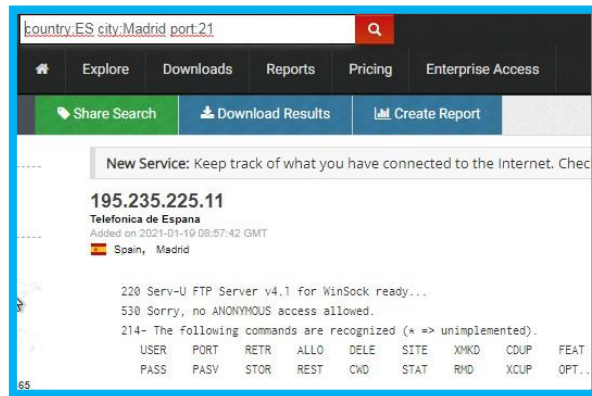 country:ES city:Madrid port:21
Explore Downloads Reports Pricing Enterprise Access
Share Search Download Results Create Report
New Service: Keep track of what you have connected to the Internet. Chec
195.235.225.11
Telefonica de Espana
Added on 2021-01-19 08:57:42 GMT
Spain, Madrid
220 Serv-U FTP Server v4.1 for WinSock ready...
530 Sorry, no ANONYMOUS access allowed.
214- The following commands are recognized (* => unimplemented).
USER PORT RETR ALLO DELE SITE XMKD CDUP FEAT
PASS PASV STOR REST CWD STAT RMD XCUP OPT..
65